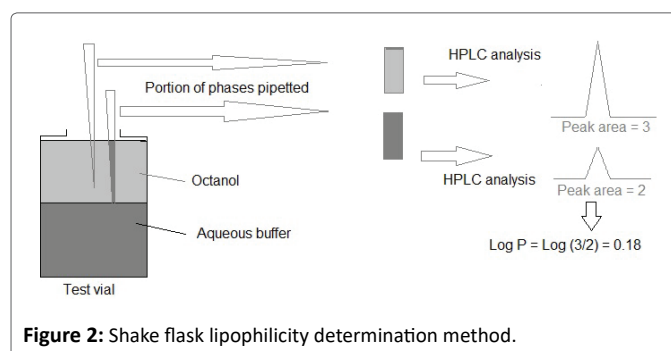 HPLC analysis
Portion of phases pipetted
Peak area = 3
Octanol
HPLC analysis
Peak area = 2
Aqueous buffer
Log P = Log (3/2) = 0.18
Test vial
Figure 2: Shake flask lipophilicity determination method.